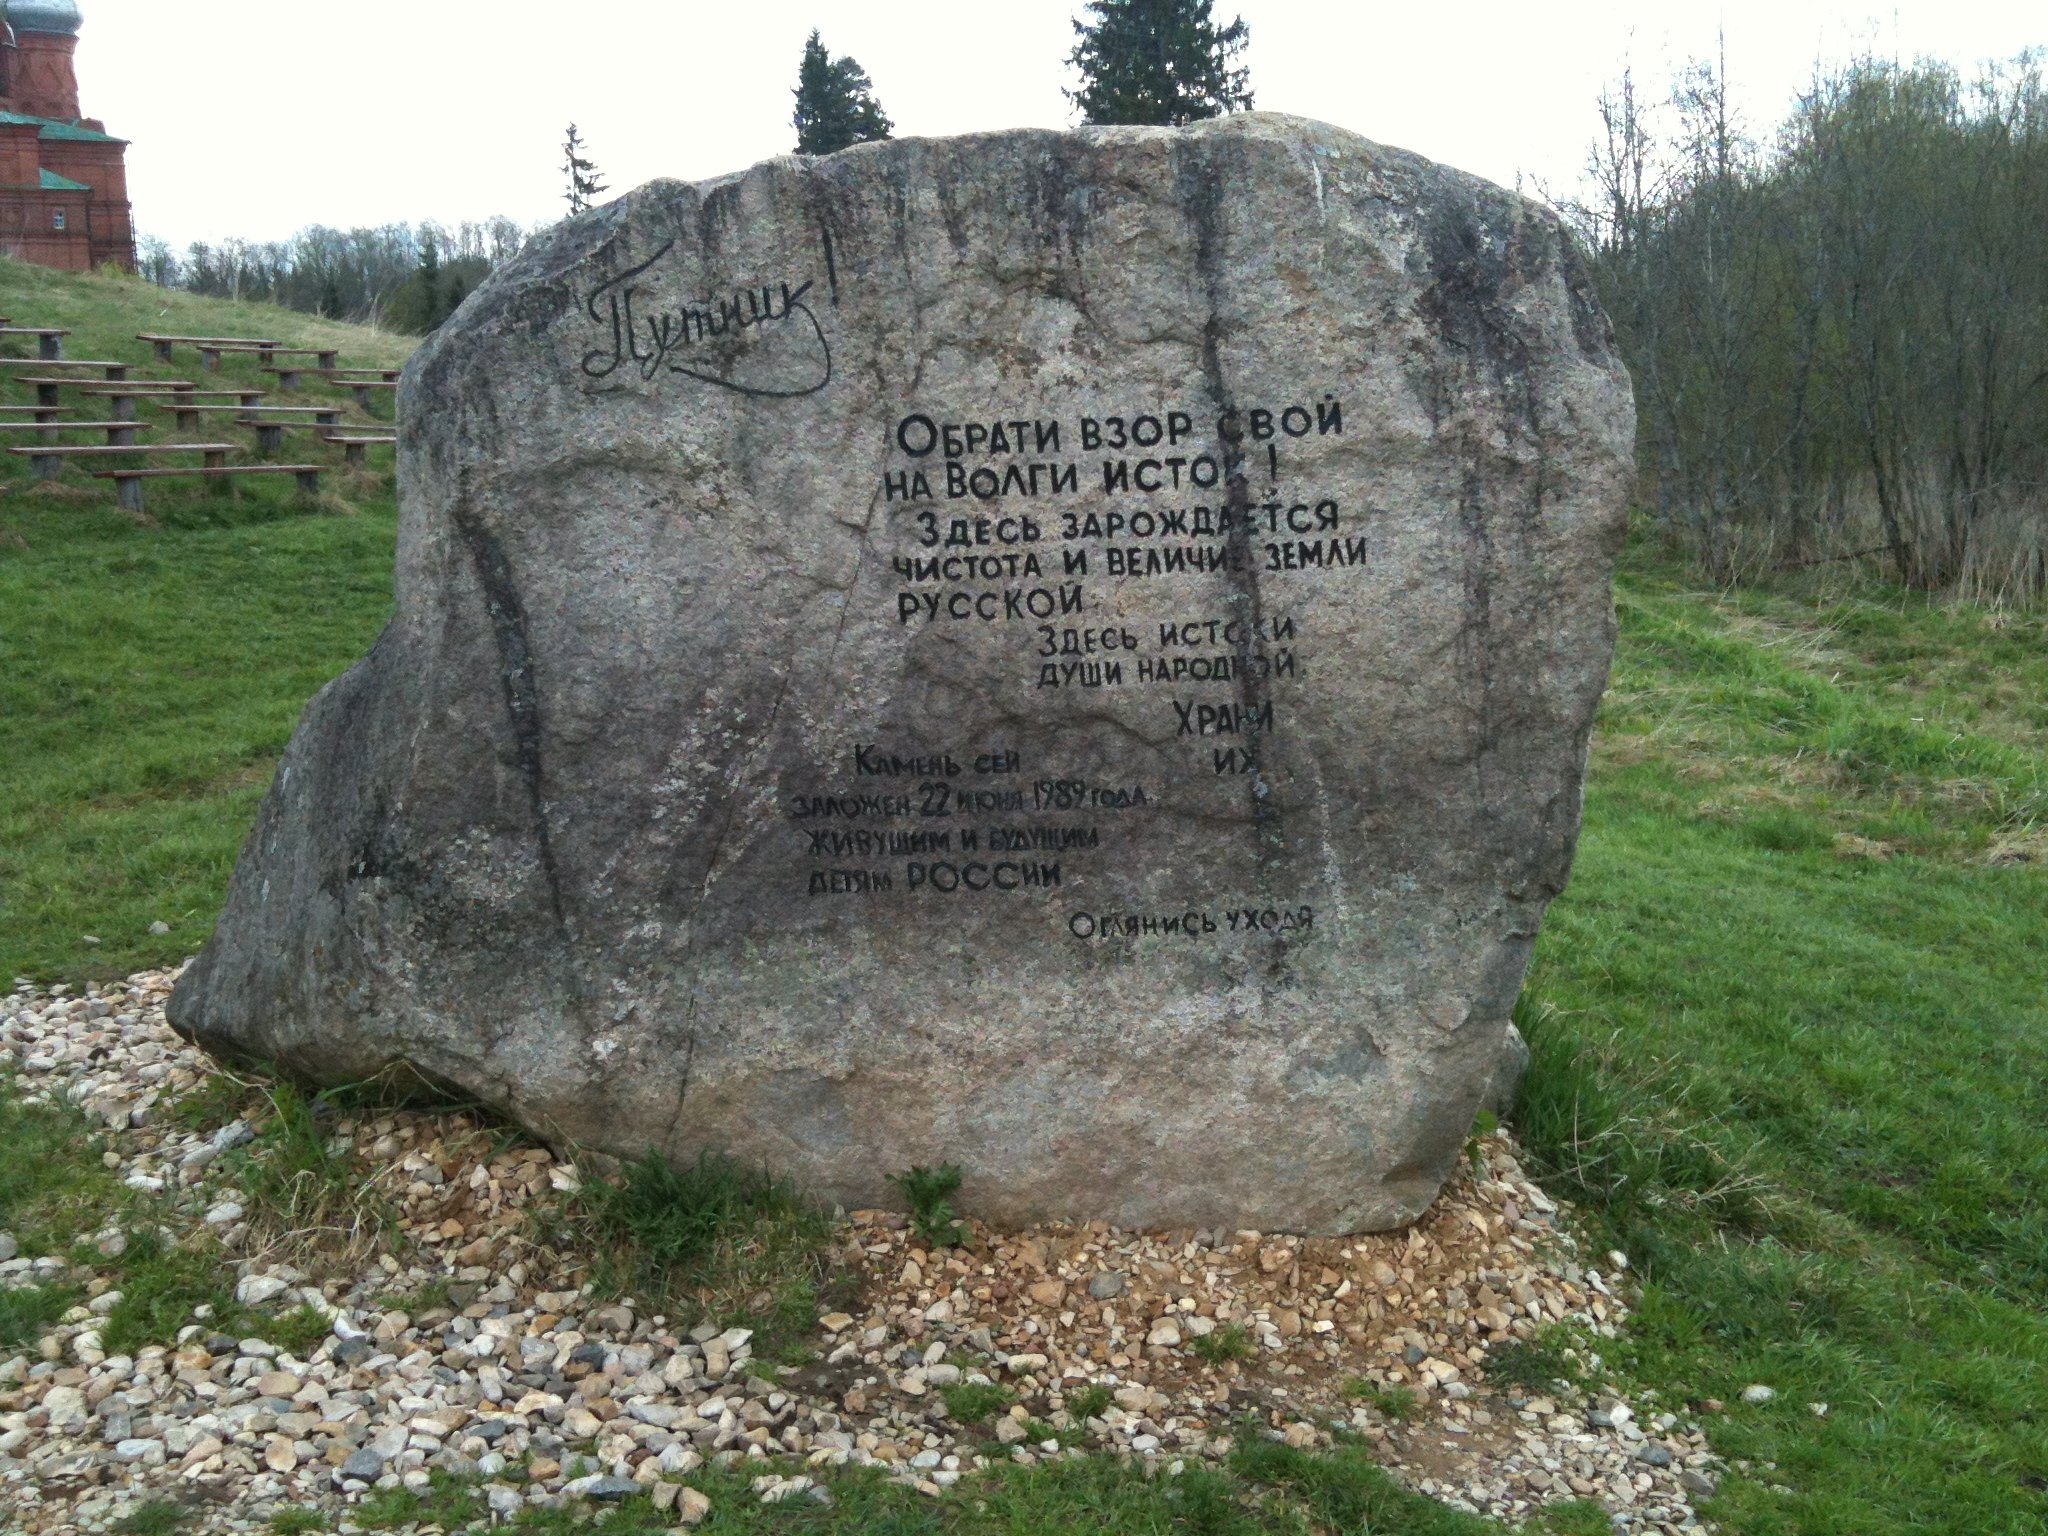 Путник!
Обрати взор свой
на Волги исток!
Здесь зарождается
чистота и величие земли
русской.
Здесь истоки
души народной.
Храни
их
Камень сей
заложен 22 июня 1989 года
живущим и будущим
детям России
Оглянись уходя